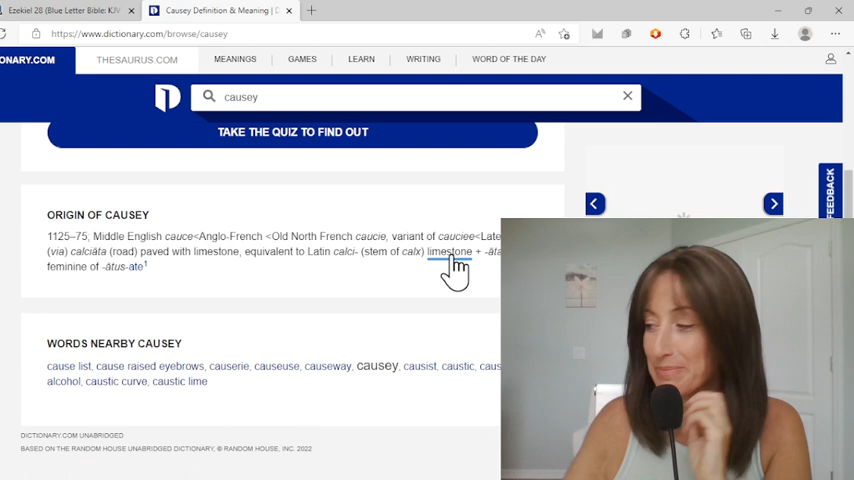 Ezekiel 28 (Blue Letter Bible: KJV
Causey Definition & Meaning | D
https://www.dictionary.com/browse/causey
ONARY.COM
THESAURUS.COM
MEANINGS
GAMES
LEARN
WRITING
WORD OF THE DAY
causey
TAKE THE QUIZ TO FIND OUT
FEEDBACK
ORIGIN OF CAUSEY
1125–75; Middle English cauce<Anglo-French <Old North French caucie, variant of cauciee<Late
(via) calciāta (road) paved with limestone, equivalent to Latin calci- (stem of calx) limestone + -āta
feminine of -ātus-ate1
WORDS NEARBY CAUSEY
cause list, cause raised eyebrows, causerie, causeuse, causeway, causey, causist, caustic, caus
alcohol, caustic curve, caustic lime
DICTIONARY.COM UNABRIDGED
BASED ON THE RANDOM HOUSE UNABRIDGED DICTIONARY, © RANDOM HOUSE, INC. 2022